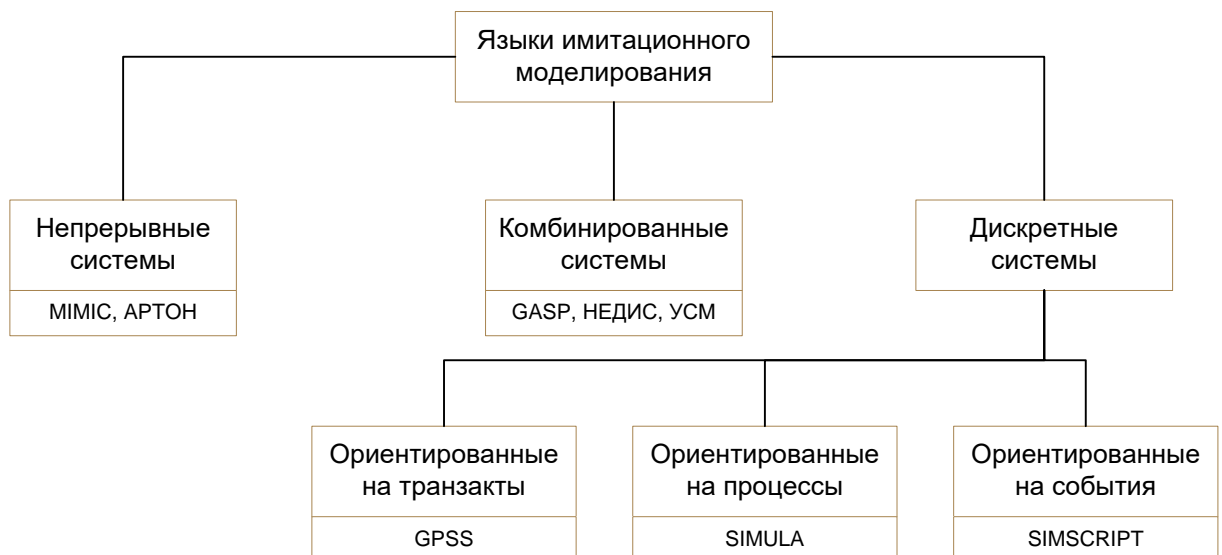 Языки имитационного
моделирования
Непрерывные
системы
MIMIC, АРТОН
Комбинированные
системы
GASP, НЕДИС, УСМ
Дискретные
системы
Ориентированные
на транзакты
GPSS
Ориентированные
на процессы
SIMULA
Ориентированные
на события
SIMSCRIPT